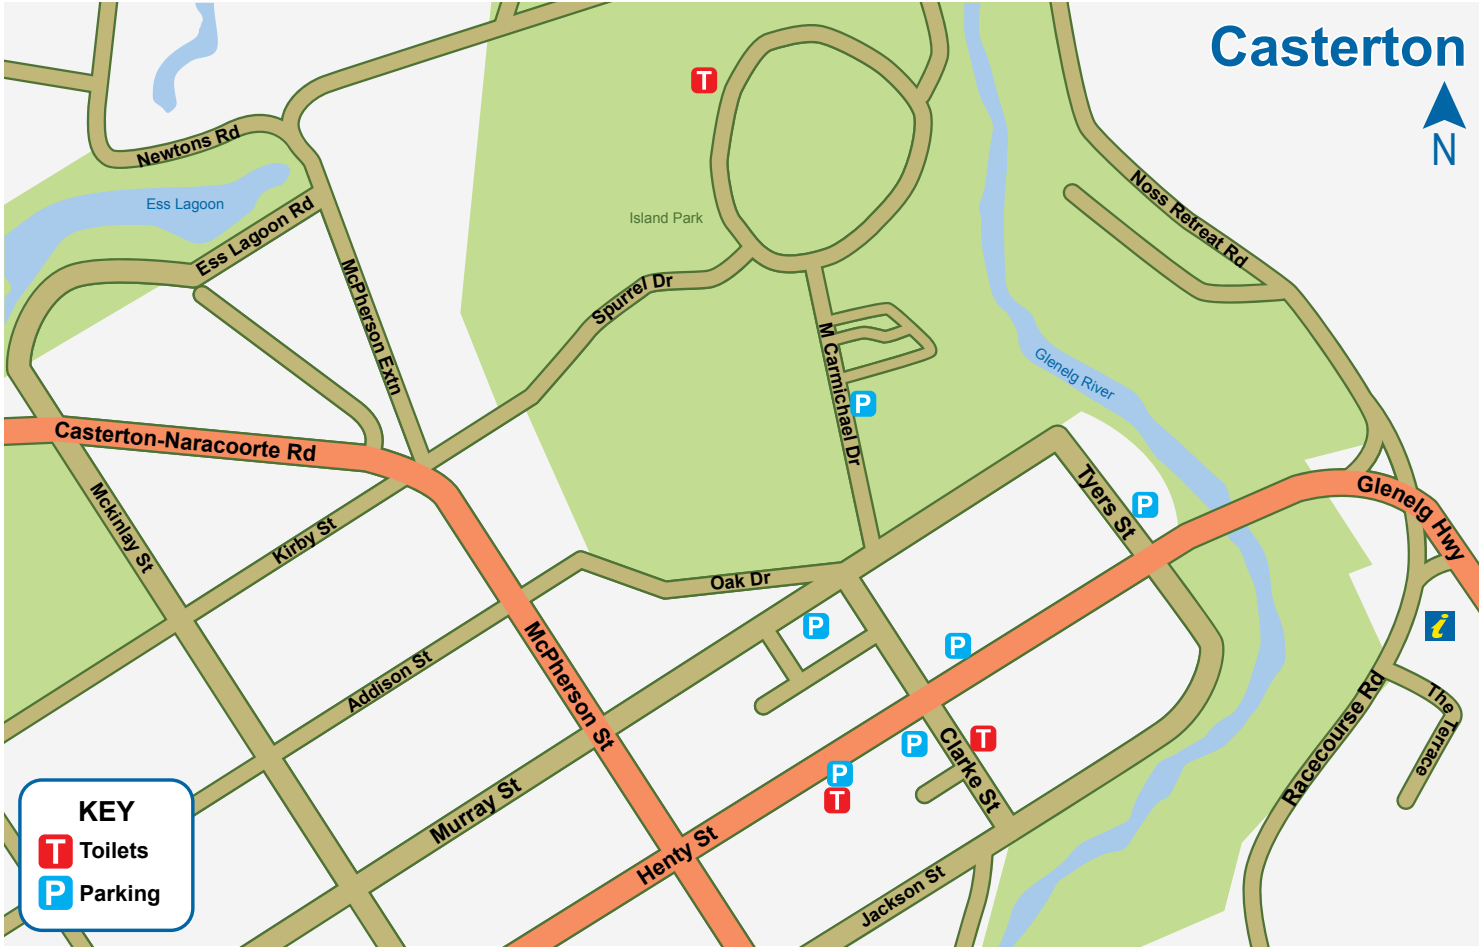 Casterton
N
T
Newtons Rd
Ess Lagoon
Ess Lagoon Rd
Island Park
Noss Retreat Rd
McPherson Extn
Spurrel Dr
M Carmichael Dr
Glenelg River
P
Casterton-Naracoorte Rd
Mckinlay St
Kirby St
Tyers St
P
Glenelg Hwy
Oak Dr
P
P
i
McPherson St
Addison St
The Terrace
Racecourse Rd
Clarke St
T
P
P
T
Murray St
Henty St
Jackson St
KEY
T Toilets
P Parking